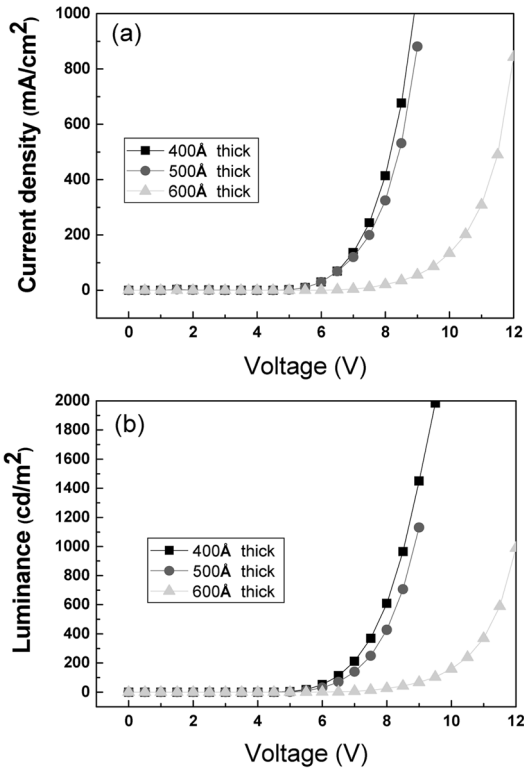 (a)
Current density (mA/cm²)
1000
800
600
400
200
0
400Å thick
500Å thick
600Å thick
0 2 4 6 8 10 12
Voltage (V)
(b)
Luminance (cd/m²)
2000
1800
1600
1400
1200
1000
800
600
400
200
0
400Å thick
500Å thick
600Å thick
0 2 4 6 8 10 12
Voltage (V)